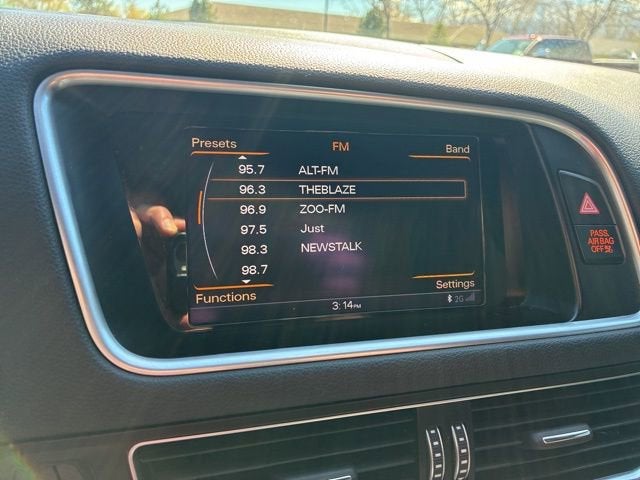 Presets FM Band
95.7 ALT-FM
96.3 THEBLAZE
96.9 ZOO-FM
97.5 Just
98.3 NEWSTALK
98.7
Functions Settings
3:14PM 2G
PASS.
AIR BAG
OFF